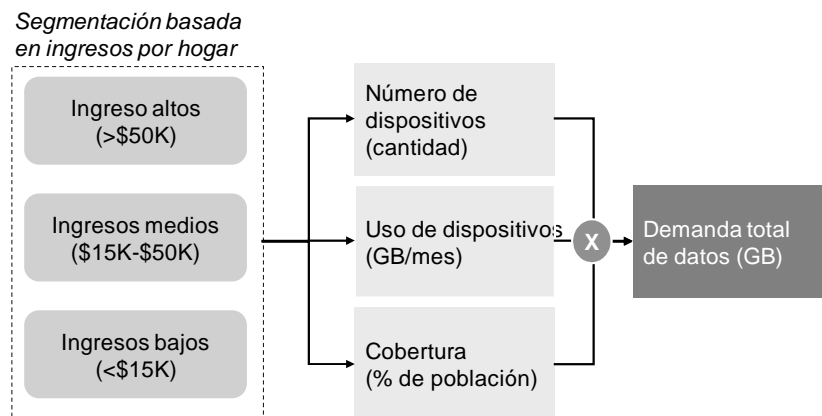 Segmentación basada
en ingresos por hogar
Ingreso altos
(>$50K)
Ingresos medios
($15K-$50K)
Ingresos bajos
(<$15K)
Número de
dispositivos
(cantidad)
Uso de dispositivos
(GB/mes)
Cobertura
(% de población)
X
Demanda total
de datos (GB)